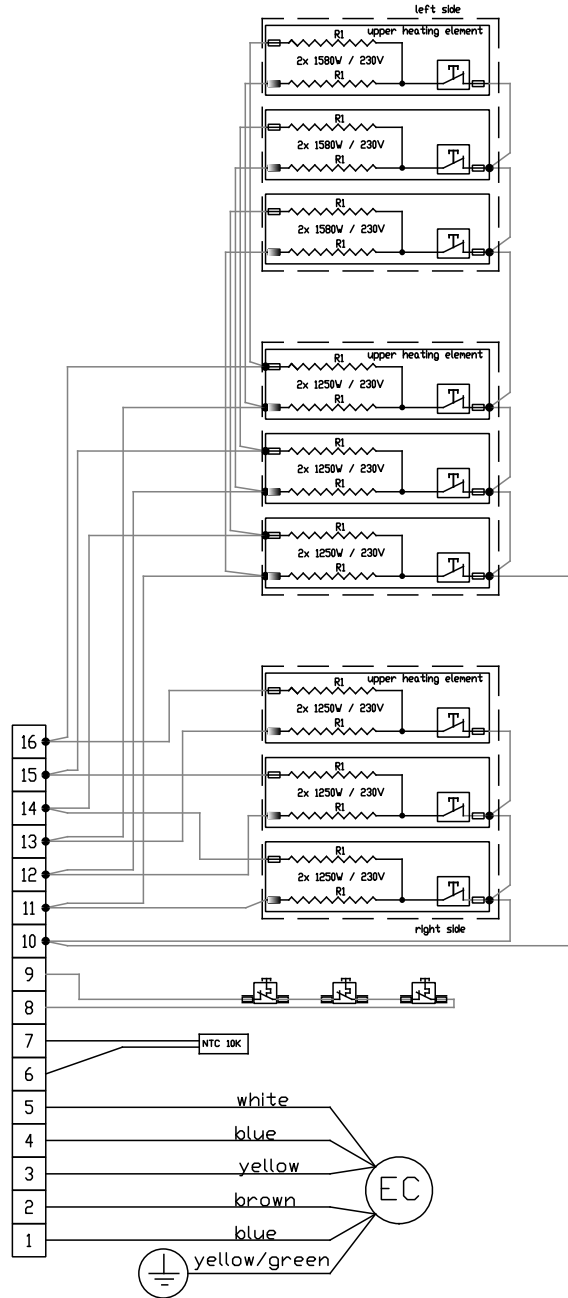 left side
upper heating element
R1
2x 1580W / 230V
R1
R1
2x 1580W / 230V
R1
R1
2x 1580W / 230V
R1
upper heating element
R1
2x 1250W / 230V
R1
R1
2x 1250W / 230V
R1
R1
2x 1250W / 230V
R1
upper heating element
R1
2x 1250W / 230V
R1
R1
2x 1250W / 230V
R1
R1
2x 1250W / 230V
R1
right side
16
15
14
13
12
11
10
9
8
7
NTC 10K
6
5
white
4
blue
3
yellow
EC
2
brown
1
blue
yellow/green